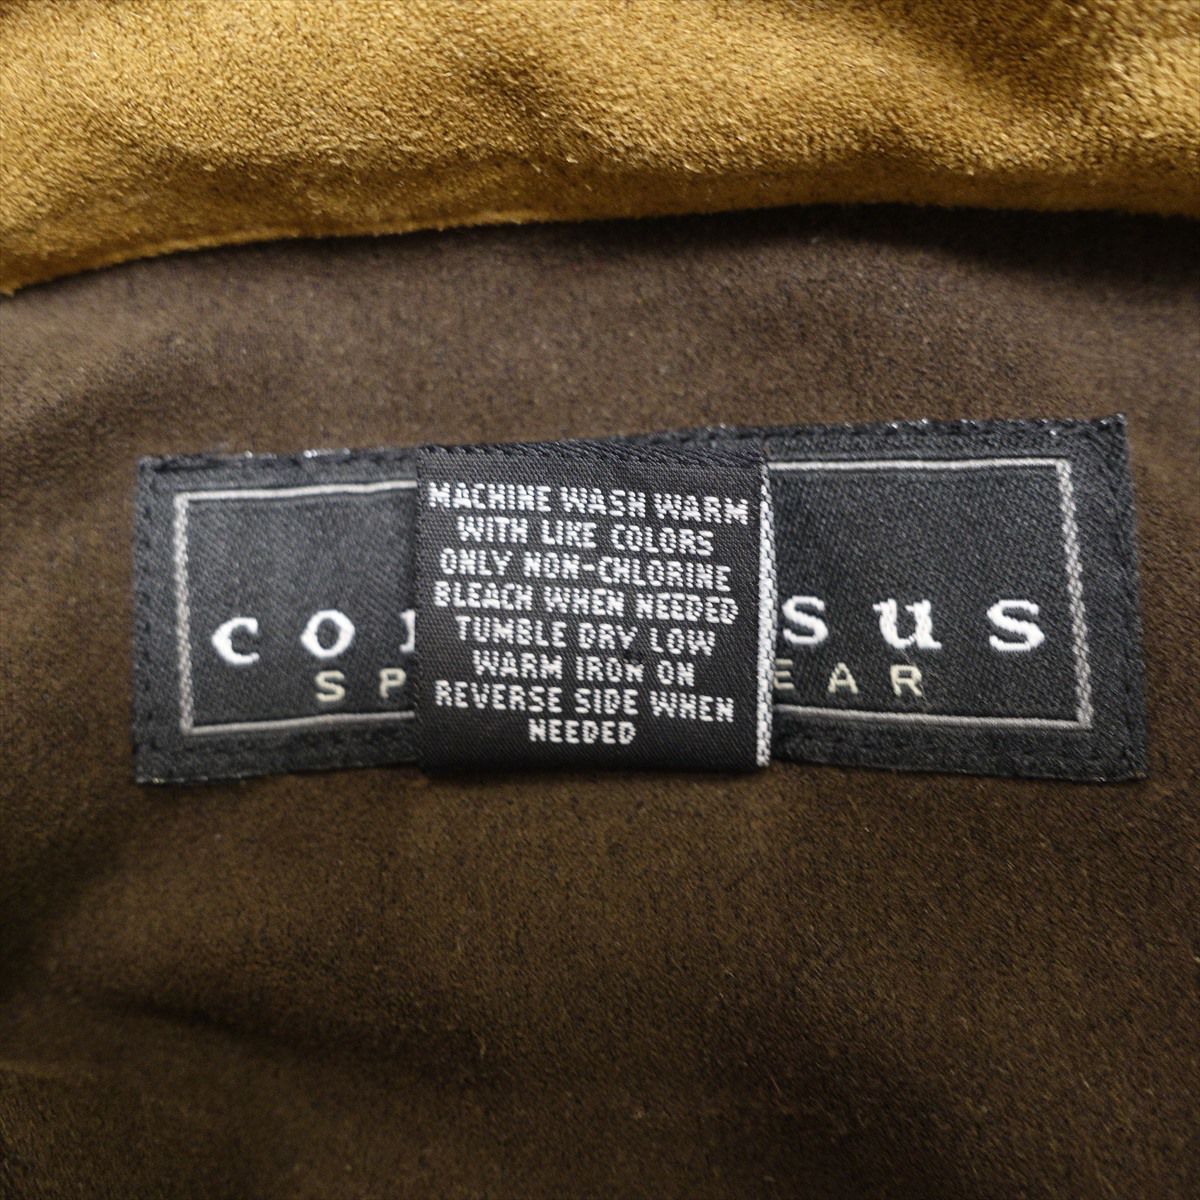 MACHINE WASH WARM
WITH LIKE COLORS
ONLY NON-CHLORINE
BLEACH WHEN NEEDED
TUMBLE DRY LOW
WARM IRON ON
REVERSE SIDE WHEN
NEEDED